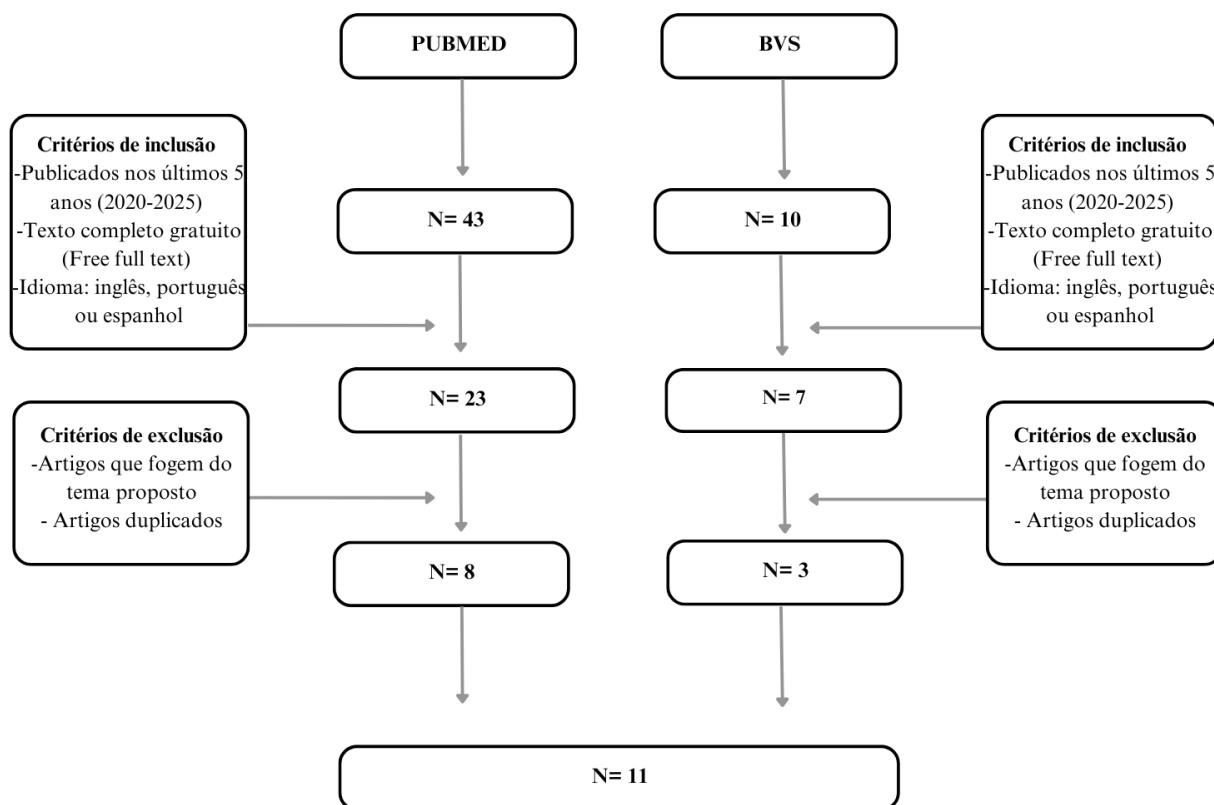 PUBMED
BVS
Critérios de inclusão
-Publicados nos últimos 5
anos (2020-2025)
-Texto completo gratuito
(Free full text)
-Idioma: inglês, português
ou espanhol
N= 43
N= 10
Critérios de inclusão
-Publicados nos últimos 5
anos (2020-2025)
-Texto completo gratuito
(Free full text)
-Idioma: inglês, português
ou espanhol
N= 23
N= 7
Critérios de exclusão
-Artigos que fogem do
tema proposto
- Artigos duplicados
Critérios de exclusão
-Artigos que fogem do
tema proposto
- Artigos duplicados
N= 8
N= 3
N= 11